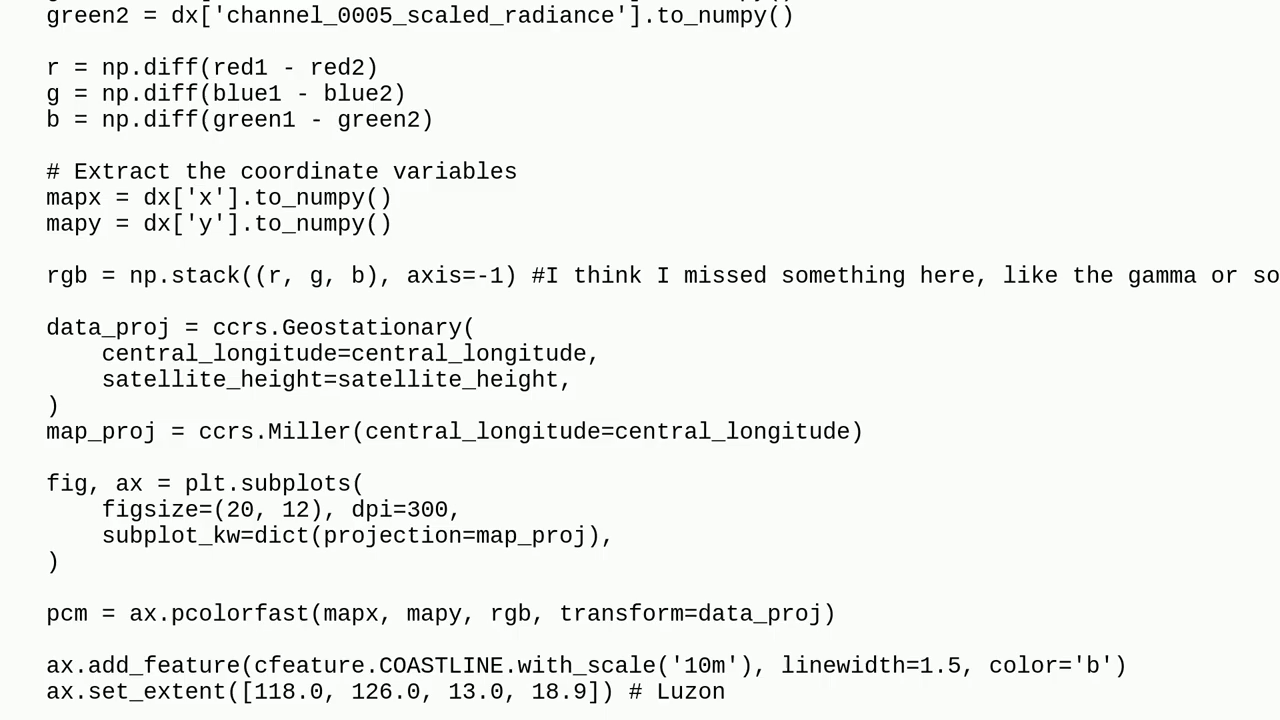 green2 = dx['channel_0005_scaled_radiance'].to_numpy()
r = np.diff(red1 - red2)
g = np.diff(blue1 - blue2)
b = np.diff(green1 - green2)
# Extract the coordinate variables
mapx = dx['x'].to_numpy()
mapy = dx['y'].to_numpy()
rgb = np.stack((r, g, b), axis=-1) #I think I missed something here, like the gamma or so
data_proj = ccrs.Geostationary(
    central_longitude=central_longitude,
    satellite_height=satellite_height,
)
map_proj = ccrs.Miller(central_longitude=central_longitude)
fig, ax = plt.subplots(
    figsize=(20, 12), dpi=300,
    subplot_kw=dict(projection=map_proj),
)
pcm = ax.pcolorfast(mapx, mapy, rgb, transform=data_proj)
ax.add_feature(cfeature.COASTLINE.with_scale('10m'), linewidth=1.5, color='b')
ax.set_extent([118.0, 126.0, 13.0, 18.9]) # Luzon